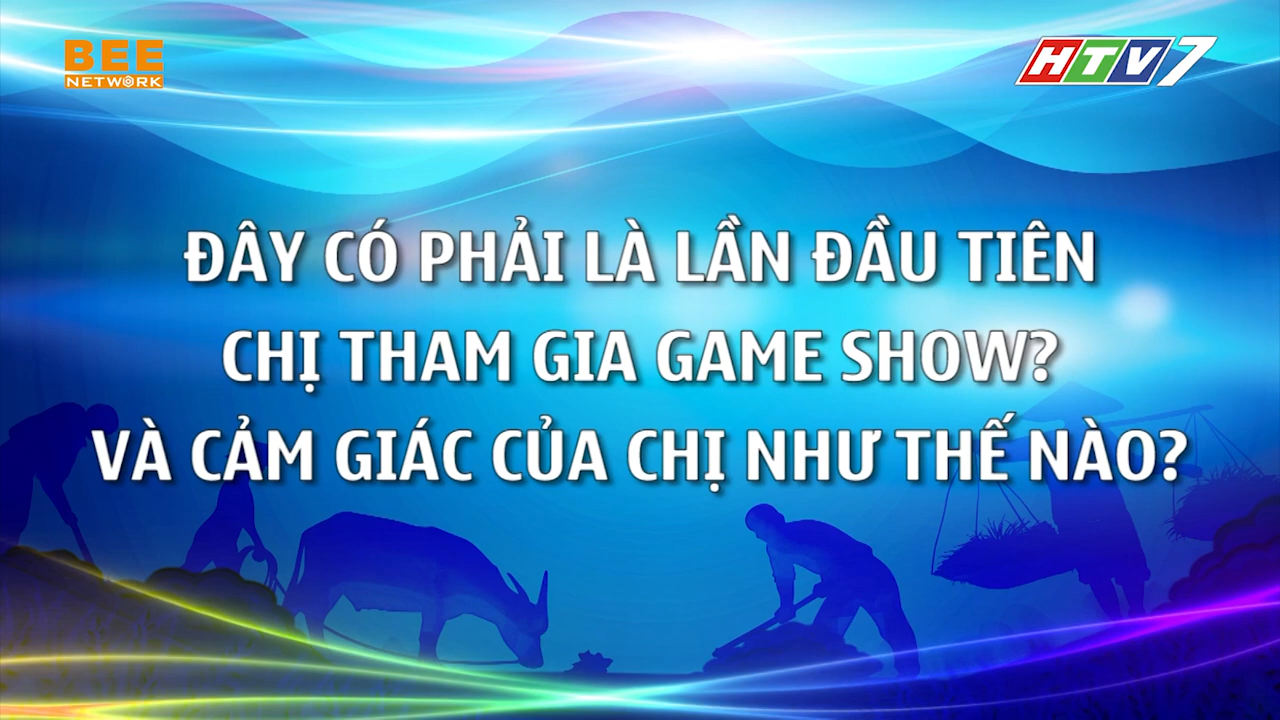 BEE
NETWORK
HTV7
ĐÂY CÓ PHẢI LÀ LẦN ĐẦU TIÊN
CHỊ THAM GIA GAME SHOW?
VÀ CẢM GIÁC CỦA CHỊ NHƯ THẾ NÀO?